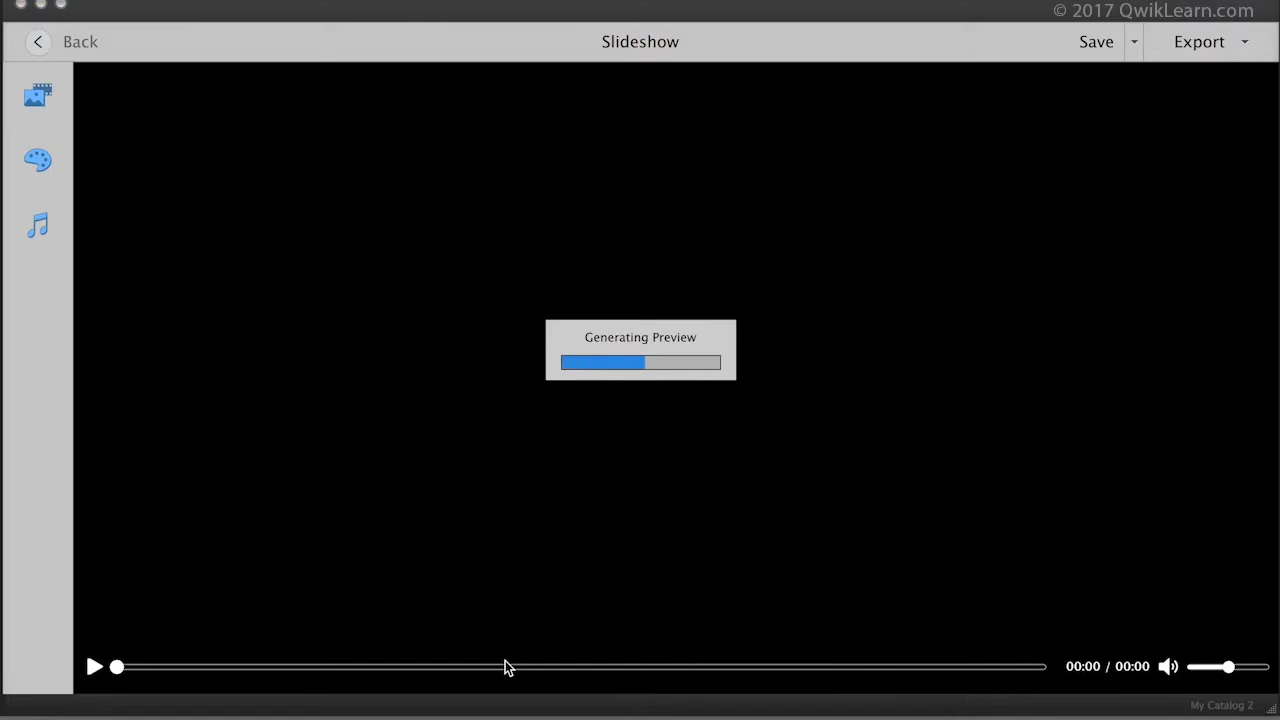 © 2017 QwikLearn.com
Back
Slideshow
Save
Export
Generating Preview
00:00 / 00:00
My Catalog 2